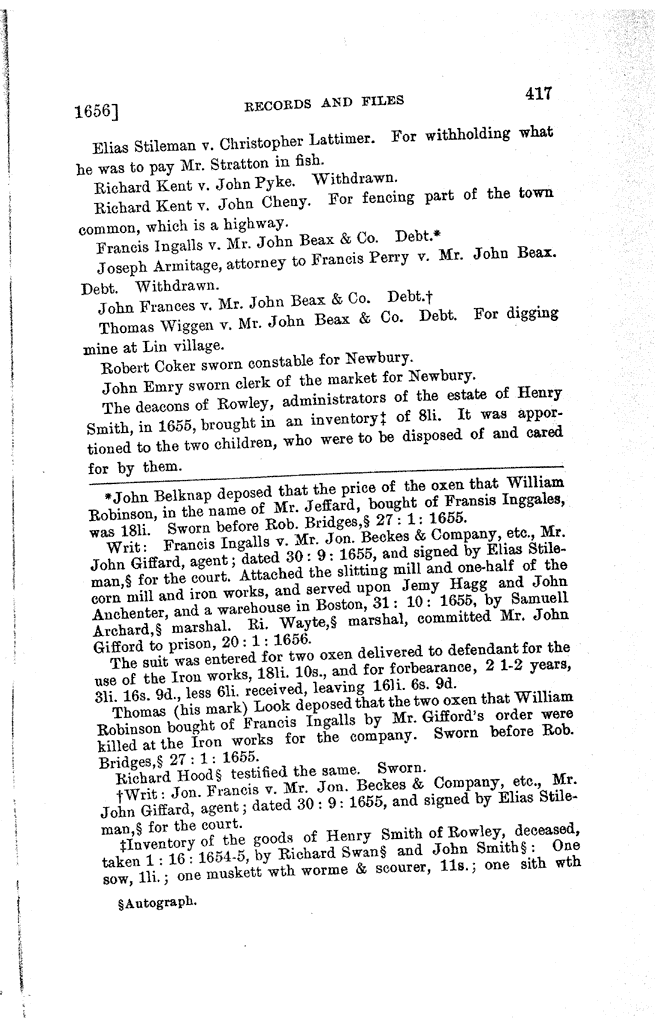 1656] RECORDS AND FILES 417
Elias Stileman v. Christopher Lattimer. For withholding what
he was to pay Mr. Stratton in fish.
Richard Kent v. John Pyke. Withdrawn.
Richard Kent v. John Cheny. For fencing part of the town
common, which is a highway.
Francis Ingalls v. Mr. John Beax & Co. Debt.*
Joseph Armitage, attorney to Francis Perry v. Mr. John Beax.
Debt. Withdrawn.
John Frances v. Mr. John Beax & Co. Debt.†
Thomas Wiggen v. Mr. John Beax & Co. Debt. For digging
mine at Lin village.
Robert Coker sworn constable for Newbury.
John Emry sworn clerk of the market for Newbury.
The deacons of Rowley, administrators of the estate of Henry
Smith, in 1655, brought in an inventory‡ of 8li. It was appor-
tioned to the two children, who were to be disposed of and cared
for by them.
*John Belknap deposed that the price of the oxen that William
Robinson, in the name of Mr. Jeffard, bought of Fransis Inggales,
was 18li. Sworn before Rob. Bridges,§ 27 : 1 : 1655.
Writ: Francis Ingalls v. Mr. Jon. Beckes & Company, etc., Mr.
John Giffard, agent; dated 30 : 9 : 1655, and signed by Elias Stile-
man,§ for the court. Attached the slitting mill and one-half of the
corn mill and iron works, and served upon Jemy Hagg and John
Anchenter, and a warehouse in Boston, 31 : 10 : 1655, by Samuell
Archard,§ marshal. Ri. Wayte,§ marshal, committed Mr. John
Gifford to prison, 20 : 1 : 1656.
The suit was entered for two oxen delivered to defendant for the
use of the Iron works, 18li. 10s., and for forbearance, 2 1-2 years,
3li. 16s. 9d., less 6li. received, leaving 16li. 6s. 9d.
Thomas (his mark) Look deposed that the two oxen that William
Robinson bought of Francis Ingalls by Mr. Gifford's order were
killed at the Iron works for the company. Sworn before Rob.
Bridges,§ 27 : 1 : 1655.
Richard Hood§ testified the same. Sworn.
†Writ: Jon. Francis v. Mr. Jon. Beckes & Company, etc., Mr.
John Giffard, agent; dated 30 : 9 : 1655, and signed by Elias Stile-
man,§ for the court.
‡Inventory of the goods of Henry Smith of Rowley, deceased,
taken 1 : 16 : 1654-5, by Richard Swan§ and John Smith§ : One
sow, 1li.; one muskett wth worme & scourer, 11s.; one sith wth
§Autograph.